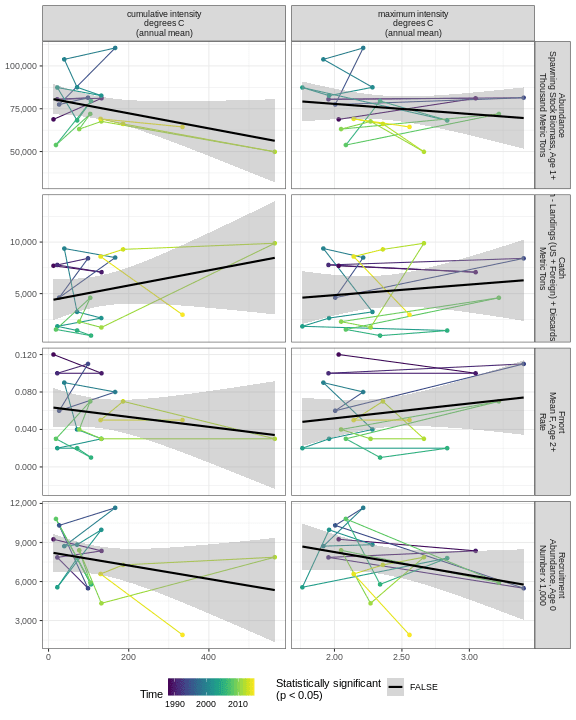 cumulative intensity
degrees C
(annual mean)
maximum intensity
degrees C
(annual mean)
100,000
75,000
50,000
Abundance
Spawning Stock Biomass, Age 1+
Thousand Metric Tons
10,000
5,000
Catch
- Landings (US + Foreign) + Discards
Metric Tons
0.120
0.080
0.040
0.000
Fmort
Mean F, Age 2+
Rate
12,000
9,000
6,000
3,000
Recruitment
Abundance, Age 0
Number x 1,000
0
200
400
2.00
2.50
3.00
Time
1990
2000
2010
Statistically significant
(p < 0.05)
FALSE